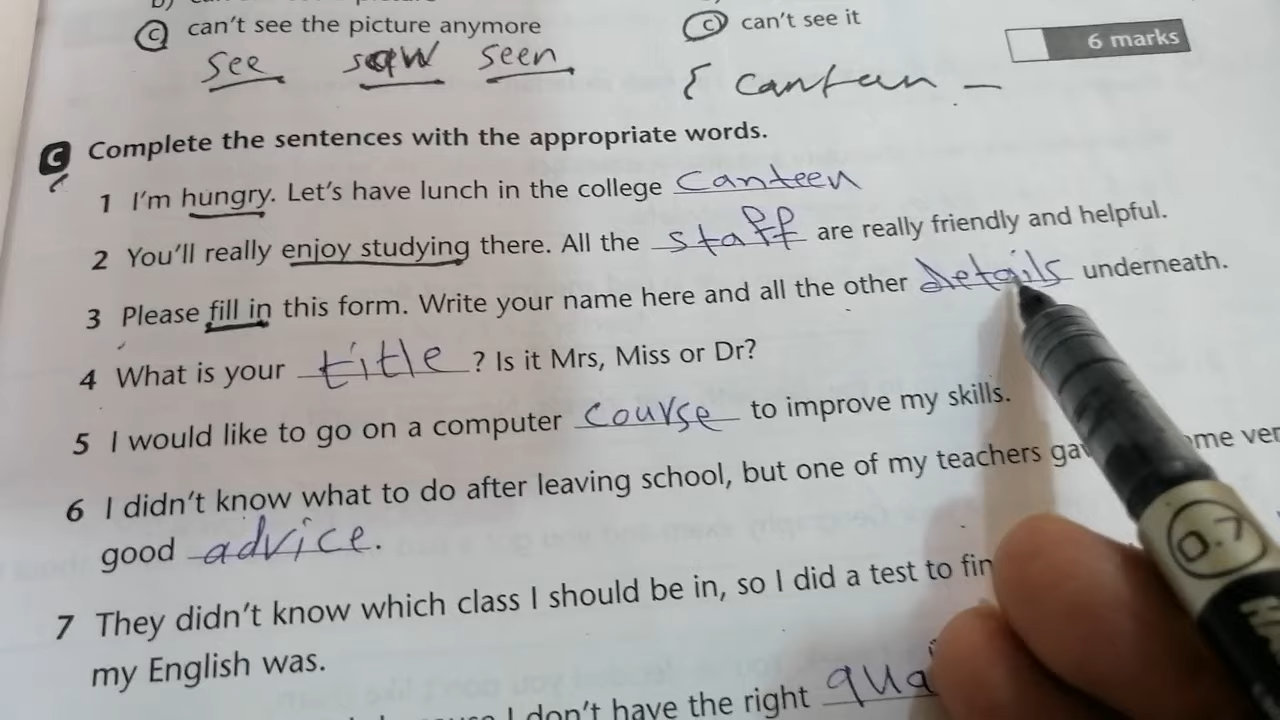 c can't see the picture anymore
c can't see it
6 marks
see saw seen
canteen
C Complete the sentences with the appropriate words.
1 I'm hungry. Let's have lunch in the college canteen
2 You'll really enjoy studying there. All the staff are really friendly and helpful.
3 Please fill in this form. Write your name here and all the other details underneath.
4 What is your title? Is it Mrs, Miss or Dr?
5 I would like to go on a computer course to improve my skills.
6 I didn't know what to do after leaving school, but one of my teachers
good advice.
7 They didn't know which class I should be in, so I did a test to
my English was.
I don't have the right
0.7